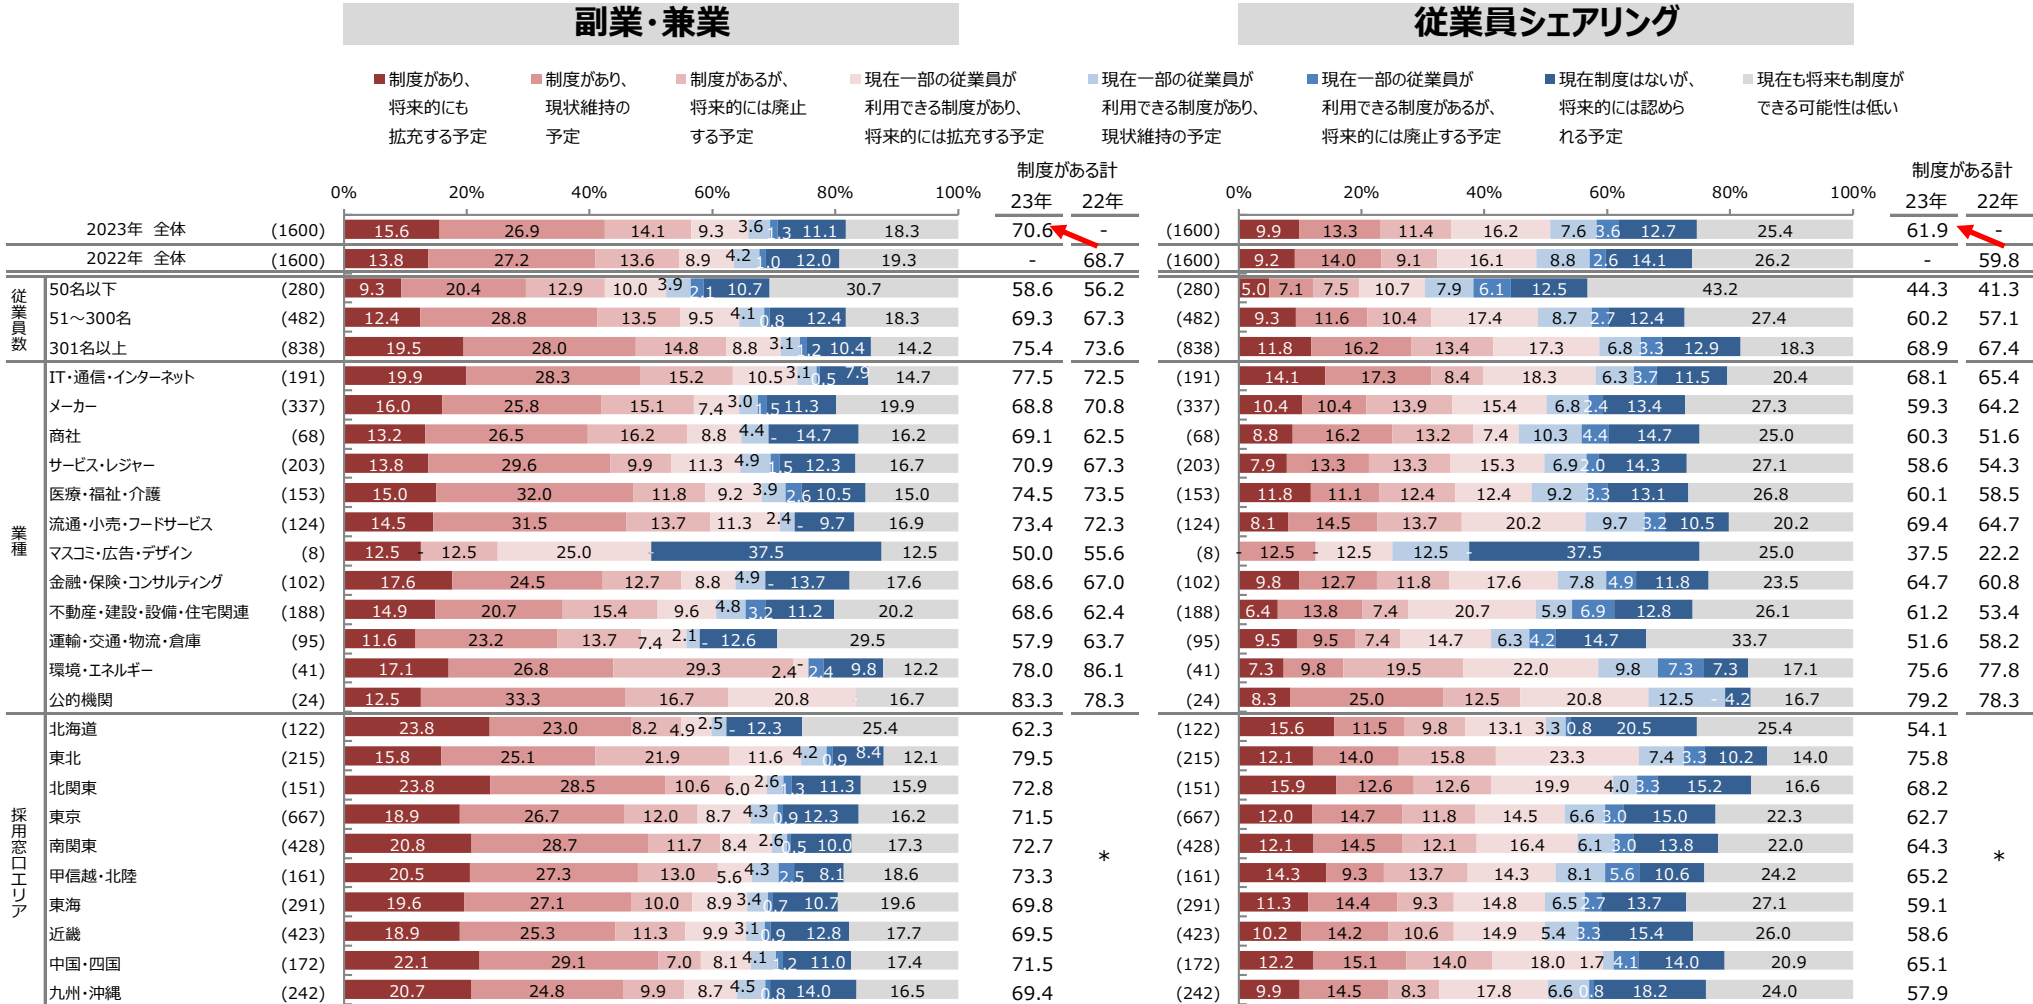 副業・兼業
従業員シェアリング
制度があり、
将来的にも
拡充する予定
制度があり、
現状維持の
予定
制度があるが、
将来的には廃止
する予定
現在一部の従業員が
利用できる制度があり、
将来的には拡充する予定
現在一部の従業員が
利用できる制度があり、
現状維持の予定
現在一部の従業員が
利用できる制度があるが、
将来的には廃止する予定
現在制度はないが、
将来的には認めら
れる予定
現在も将来も制度が
できる可能性は低い
制度がある計 制度がある計
0% 20% 40% 60% 80% 100% 23年 22年 0% 20% 40% 60% 80% 100% 23年 22年
2023年 全体 (1600) 15.6 26.9 14.1 9.3 3.6 1.3 11.1 18.3 70.6 - (1600) 9.9 13.3 11.4 16.2 7.6 3.6 12.7 25.4 61.9 -
2022年 全体 (1600) 13.8 27.2 13.6 8.9 4.2 1.0 12.0 19.3 - 68.7 (1600) 9.2 14.0 9.1 16.1 8.8 2.6 14.1 26.2 - 59.8
従業員数
50名以下 (280) 9.3 20.4 12.9 10.0 3.9 2.1 10.7 30.7 58.6 56.2 (280) 5.0 7.1 7.5 10.7 7.9 6.1 12.5 43.2 44.3 41.3
51～300名 (482) 12.4 28.8 13.5 9.5 4.1 0.8 12.4 18.3 69.3 67.3 (482) 9.3 11.6 10.4 17.4 8.7 2.7 12.4 27.4 60.2 57.1
301名以上 (838) 19.5 28.0 14.8 8.8 3.1 1.2 10.4 14.2 75.4 73.6 (838) 11.8 16.2 13.4 17.3 6.8 3.3 12.9 18.3 68.9 67.4
業種
IT・通信・インターネット (191) 19.9 28.3 15.2 10.5 3.1 0.5 7.9 14.7 77.5 72.5 (191) 14.1 17.3 8.4 18.3 6.3 3.7 11.5 20.4 68.1 65.4
メーカー (337) 16.0 25.8 15.1 7.4 3.0 1.5 11.3 19.9 68.8 70.8 (337) 10.4 10.4 13.9 15.4 6.8 2.4 13.4 27.3 59.3 64.2
商社 (68) 13.2 26.5 16.2 8.8 4.4 - 14.7 16.2 69.1 62.5 (68) 8.8 16.2 13.2 7.4 10.3 4.4 14.7 25.0 60.3 51.6
サービス・レジャー (203) 13.8 29.6 9.9 11.3 4.9 1.5 12.3 16.7 70.9 67.3 (203) 7.9 13.3 13.3 15.3 6.9 2.0 14.3 27.1 58.6 54.3
医療・福祉・介護 (153) 15.0 32.0 11.8 9.2 3.9 2.6 10.5 15.0 74.5 73.5 (153) 11.8 11.1 12.4 12.4 9.2 3.3 13.1 26.8 60.1 58.5
流通・小売・フードサービス (124) 14.5 31.5 13.7 11.3 2.4 - 9.7 16.9 73.4 72.3 (124) 8.1 14.5 13.7 20.2 9.7 3.2 10.5 20.2 69.4 64.7
マスコミ・広告・デザイン (8) 12.5 - 12.5 25.0 - 37.5 12.5 50.0 55.6 (8) - 12.5 - 12.5 12.5 - 37.5 25.0 37.5 22.2
金融・保険・コンサルティング (102) 17.6 24.5 12.7 8.8 4.9 - 13.7 17.6 68.6 67.0 (102) 9.8 12.7 11.8 17.6 7.8 4.9 11.8 23.5 64.7 60.8
不動産・建設・設備・住宅関連 (188) 14.9 20.7 15.4 9.6 4.8 3.2 11.2 20.2 68.6 62.4 (188) 6.4 13.8 7.4 20.7 5.9 6.9 12.8 26.1 61.2 53.4
運輸・交通・物流・倉庫 (95) 11.6 23.2 13.7 7.4 2.1 - 12.6 29.5 57.9 63.7 (95) 9.5 9.5 7.4 14.7 6.3 4.2 14.7 33.7 51.6 58.2
環境・エネルギー (41) 17.1 26.8 29.3 2.4 - 2.4 9.8 12.2 78.0 86.1 (41) 7.3 9.8 19.5 22.0 9.8 7.3 7.3 17.1 75.6 77.8
公的機関 (24) 12.5 33.3 16.7 20.8 - 16.7 83.3 78.3 (24) 8.3 25.0 12.5 20.8 12.5 - 4.2 16.7 79.2 78.3
採用窓口エリア
北海道 (122) 23.8 23.0 8.2 4.9 2.5 - 12.3 25.4 62.3 (122) 15.6 11.5 9.8 13.1 3.3 0.8 20.5 25.4 54.1
東北 (215) 15.8 25.1 21.9 11.6 4.2 0.9 8.4 12.1 79.5 (215) 12.1 14.0 15.8 23.3 7.4 3.3 10.2 14.0 75.8
北関東 (151) 23.8 28.5 10.6 6.0 2.6 1.3 11.3 15.9 72.8 (151) 15.9 12.6 12.6 19.9 4.0 3.3 15.2 16.6 68.2
東京 (667) 18.9 26.7 12.0 8.7 4.3 0.9 12.3 16.2 71.5 (667) 12.0 14.7 11.8 14.5 6.6 3.0 15.0 22.3 62.7
南関東 (428) 20.8 28.7 11.7 8.4 2.6 0.5 10.0 17.3 72.7 * (428) 12.1 14.5 12.1 16.4 6.1 3.0 13.8 22.0 64.3 *
甲信越・北陸 (161) 20.5 27.3 13.0 5.6 4.3 2.5 8.1 18.6 73.3 (161) 14.3 9.3 13.7 14.3 8.1 5.6 10.6 24.2 65.2
東海 (291) 19.6 27.1 10.0 8.9 3.4 0.7 10.7 19.6 69.8 (291) 11.3 14.4 9.3 14.8 6.5 2.7 13.7 27.1 59.1
近畿 (423) 18.9 25.3 11.3 9.9 3.1 0.9 12.8 17.7 69.5 (423) 10.2 14.2 10.6 14.9 5.4 3.3 15.4 26.0 58.6
中国・四国 (172) 22.1 29.1 7.0 8.1 4.1 1.2 11.0 17.4 71.5 (172) 12.2 15.1 14.0 18.0 1.7 4.1 14.0 20.9 65.1
九州・沖縄 (242) 20.7 24.8 9.9 8.7 4.5 0.8 14.0 16.5 69.4 (242) 9.9 14.5 8.3 17.8 6.6 0.8 18.2 24.0 57.9